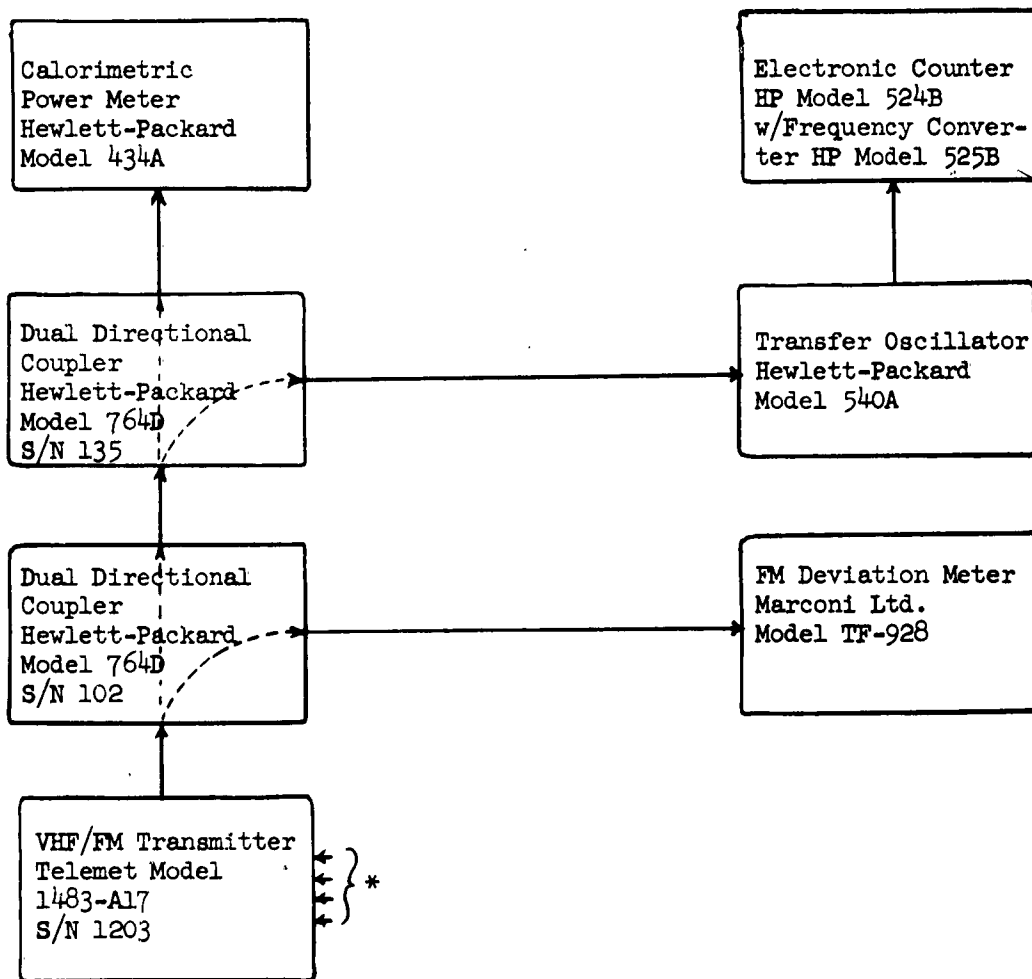 Calorimetric
Power Meter
Hewlett-Packard
Model 434A
Electronic Counter
HP Model 524B
w/Frequency Conver-
ter HP Model 525B
Dual Directional
Coupler
Hewlett-Packard
Model 764D
S/N 135
Transfer Oscillator
Hewlett-Packard
Model 540A
Dual Directional
Coupler
Hewlett-Packard
Model 764D
S/N 102
FM Deviation Meter
Marconi Ltd.
Model TF-928
VHF/FM Transmitter
Telemet Model
1483-A17
S/N 1203
*